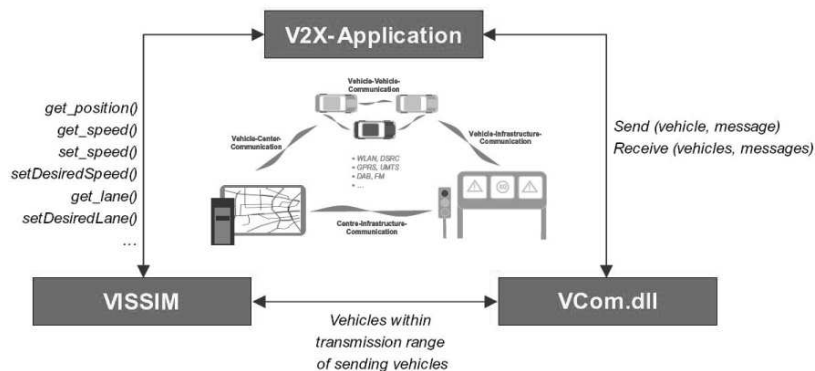 V2X-Application
Vehicle-Vehicle-
Communication
get_position()
get_speed()
set_speed()
setDesiredSpeed()
get_lane()
setDesiredLane()
...
Vehicle-Center-
Communication
Vehicle-Infrastructure-
Communication
• WLAN, DSRC
• GPRS, UMTS
• DAB, FM
• ...
Send (vehicle, message)
Receive (vehicles, messages)
60
Centre-Infrastructure-
Communication
VISSIM
VCom.dll
Vehicles within
transmission range
of sending vehicles